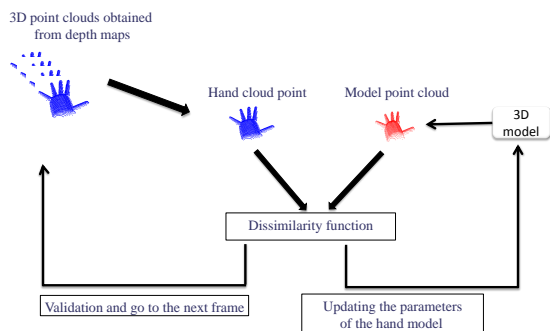 3D point clouds obtained
from depth maps
Hand cloud point
Model point cloud
3D
model
Dissimilarity function
Validation and go to the next frame
Updating the parameters
of the hand model